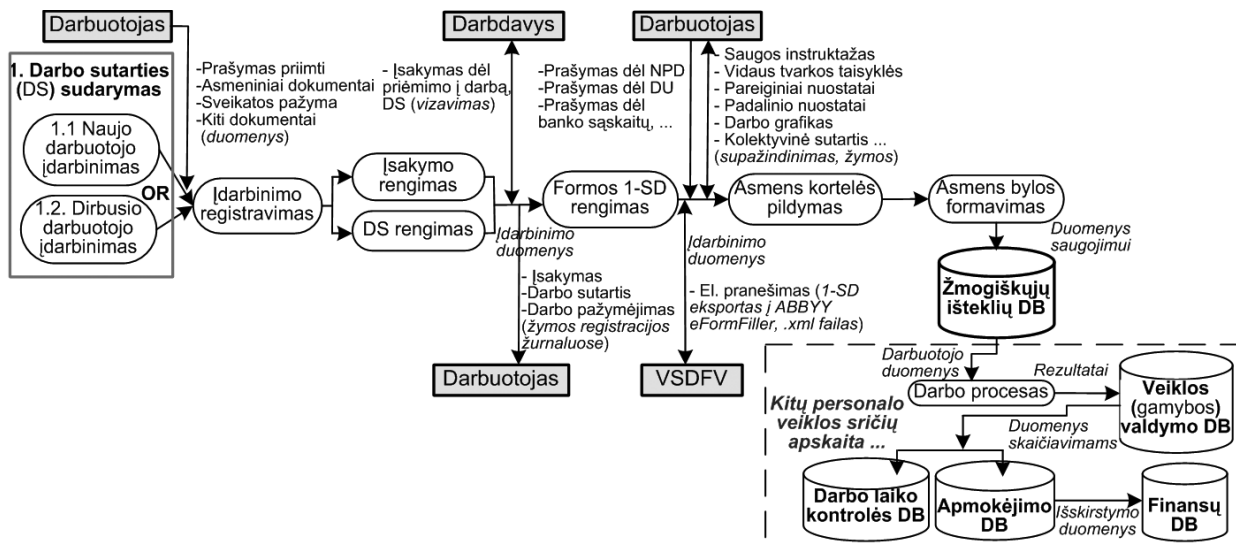 Darbuotojas
1. Darbo sutarties
(DS) sudarymas
1.1 Naujo
darbuotojo
įdarbinimas
OR
1.2. Dirbusio
darbuotojo
įdarbinimas
-Prašymas priimti
-Asmeniniai dokumentai
-Sveikatos pažyma
-Kiti dokumentai
(duomenys)
Įdarbinimo
registravimas
Įsakymo
rengimas
DS rengimas
Darbdavys
- Įsakymas dėl
priėmimo į darbą,
DS (vizavimas)
Įdarbinimo
duomenys
- Įsakymas
- Darbo sutartis
- Darbo pažymėjimas
(žymos registracijos
žurnaluose)
Darbuotojas
Formos 1-SD
rengimas
Darbuotojas
-Prašymas dėl NPD
-Prašymas dėl DU
-Prašymas dėl
banko sąskaitų, ...
- Saugos instruktažas
- Vidaus tvarkos taisyklės
- Pareiginiai nuostatai
- Padalinio nuostatai
- Darbo grafikas
- Kolektyvinė sutartis ...
(supažindinimas, žymos)
Įdarbinimo
duomenys
- El. pranešimas (1-SD
eksportas į ABBYY
eFormFiller, .xml failas)
VSDFV
Asmens kortelės
pildymas
Asmens bylos
formavimas
Duomenys
saugojimui
Žmogiškųjų
išteklių DB
Darbuotojo
duomenys
Darbo procesas
Rezultatai
Veiklos
(gamybos)
valdymo DB
Kitų personalo
veiklos sričių
apskaita ...
Duomenys
skaičiavimams
Darbo laiko
kontrolės DB
Apmokėjimo
DB
Išskirstymo
duomenys
Finansų
DB